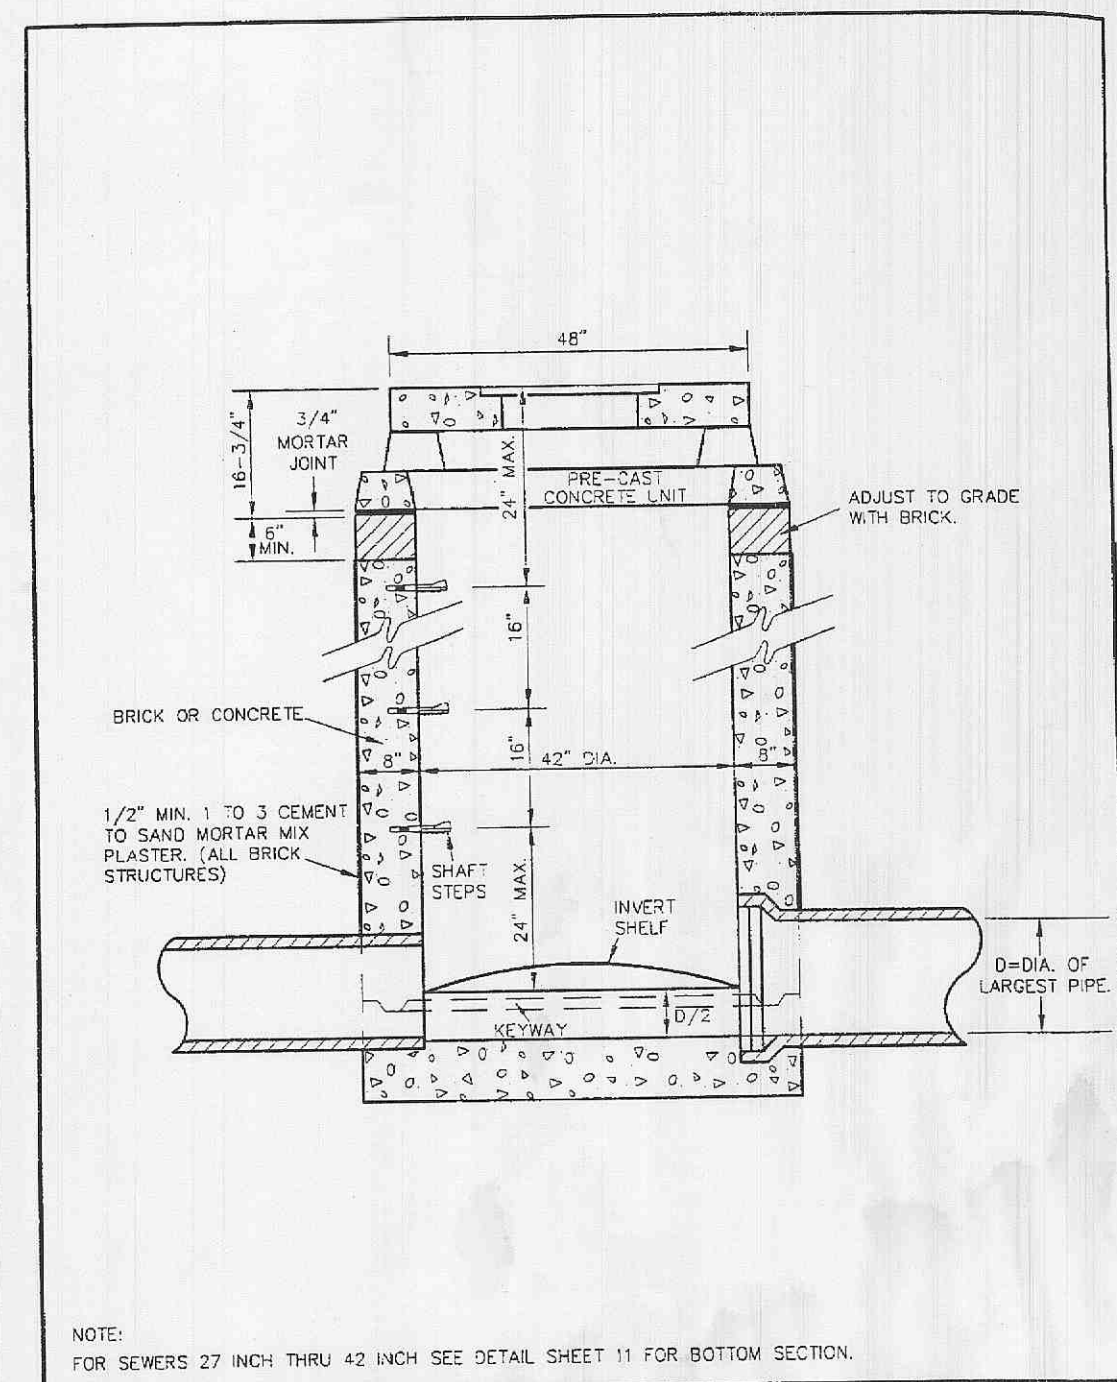 48"
16-3/4"
3/4"
MORTAR
JOINT
6"
MIN.
24" MAX.
PRE-CAST
CONCRETE UNIT
ADJUST TO GRADE
WITH BRICK.
16"
BRICK OR CONCRETE
16"
8"
42" DIA.
8"
1/2" MIN. 1 TO 3 CEMENT
TO SAND MORTAR MIX
PLASTER. (ALL BRICK
STRUCTURES)
SHAFT
STEPS
24" MAX.
INVERT
SHELF
D=DIA. OF
LARGEST PIPE.
KEYWAY
D/2
NOTE:
FOR SEWERS 27 INCH THRU 42 INCH SEE DETAIL SHEET 11 FOR BOTTOM SECTION.